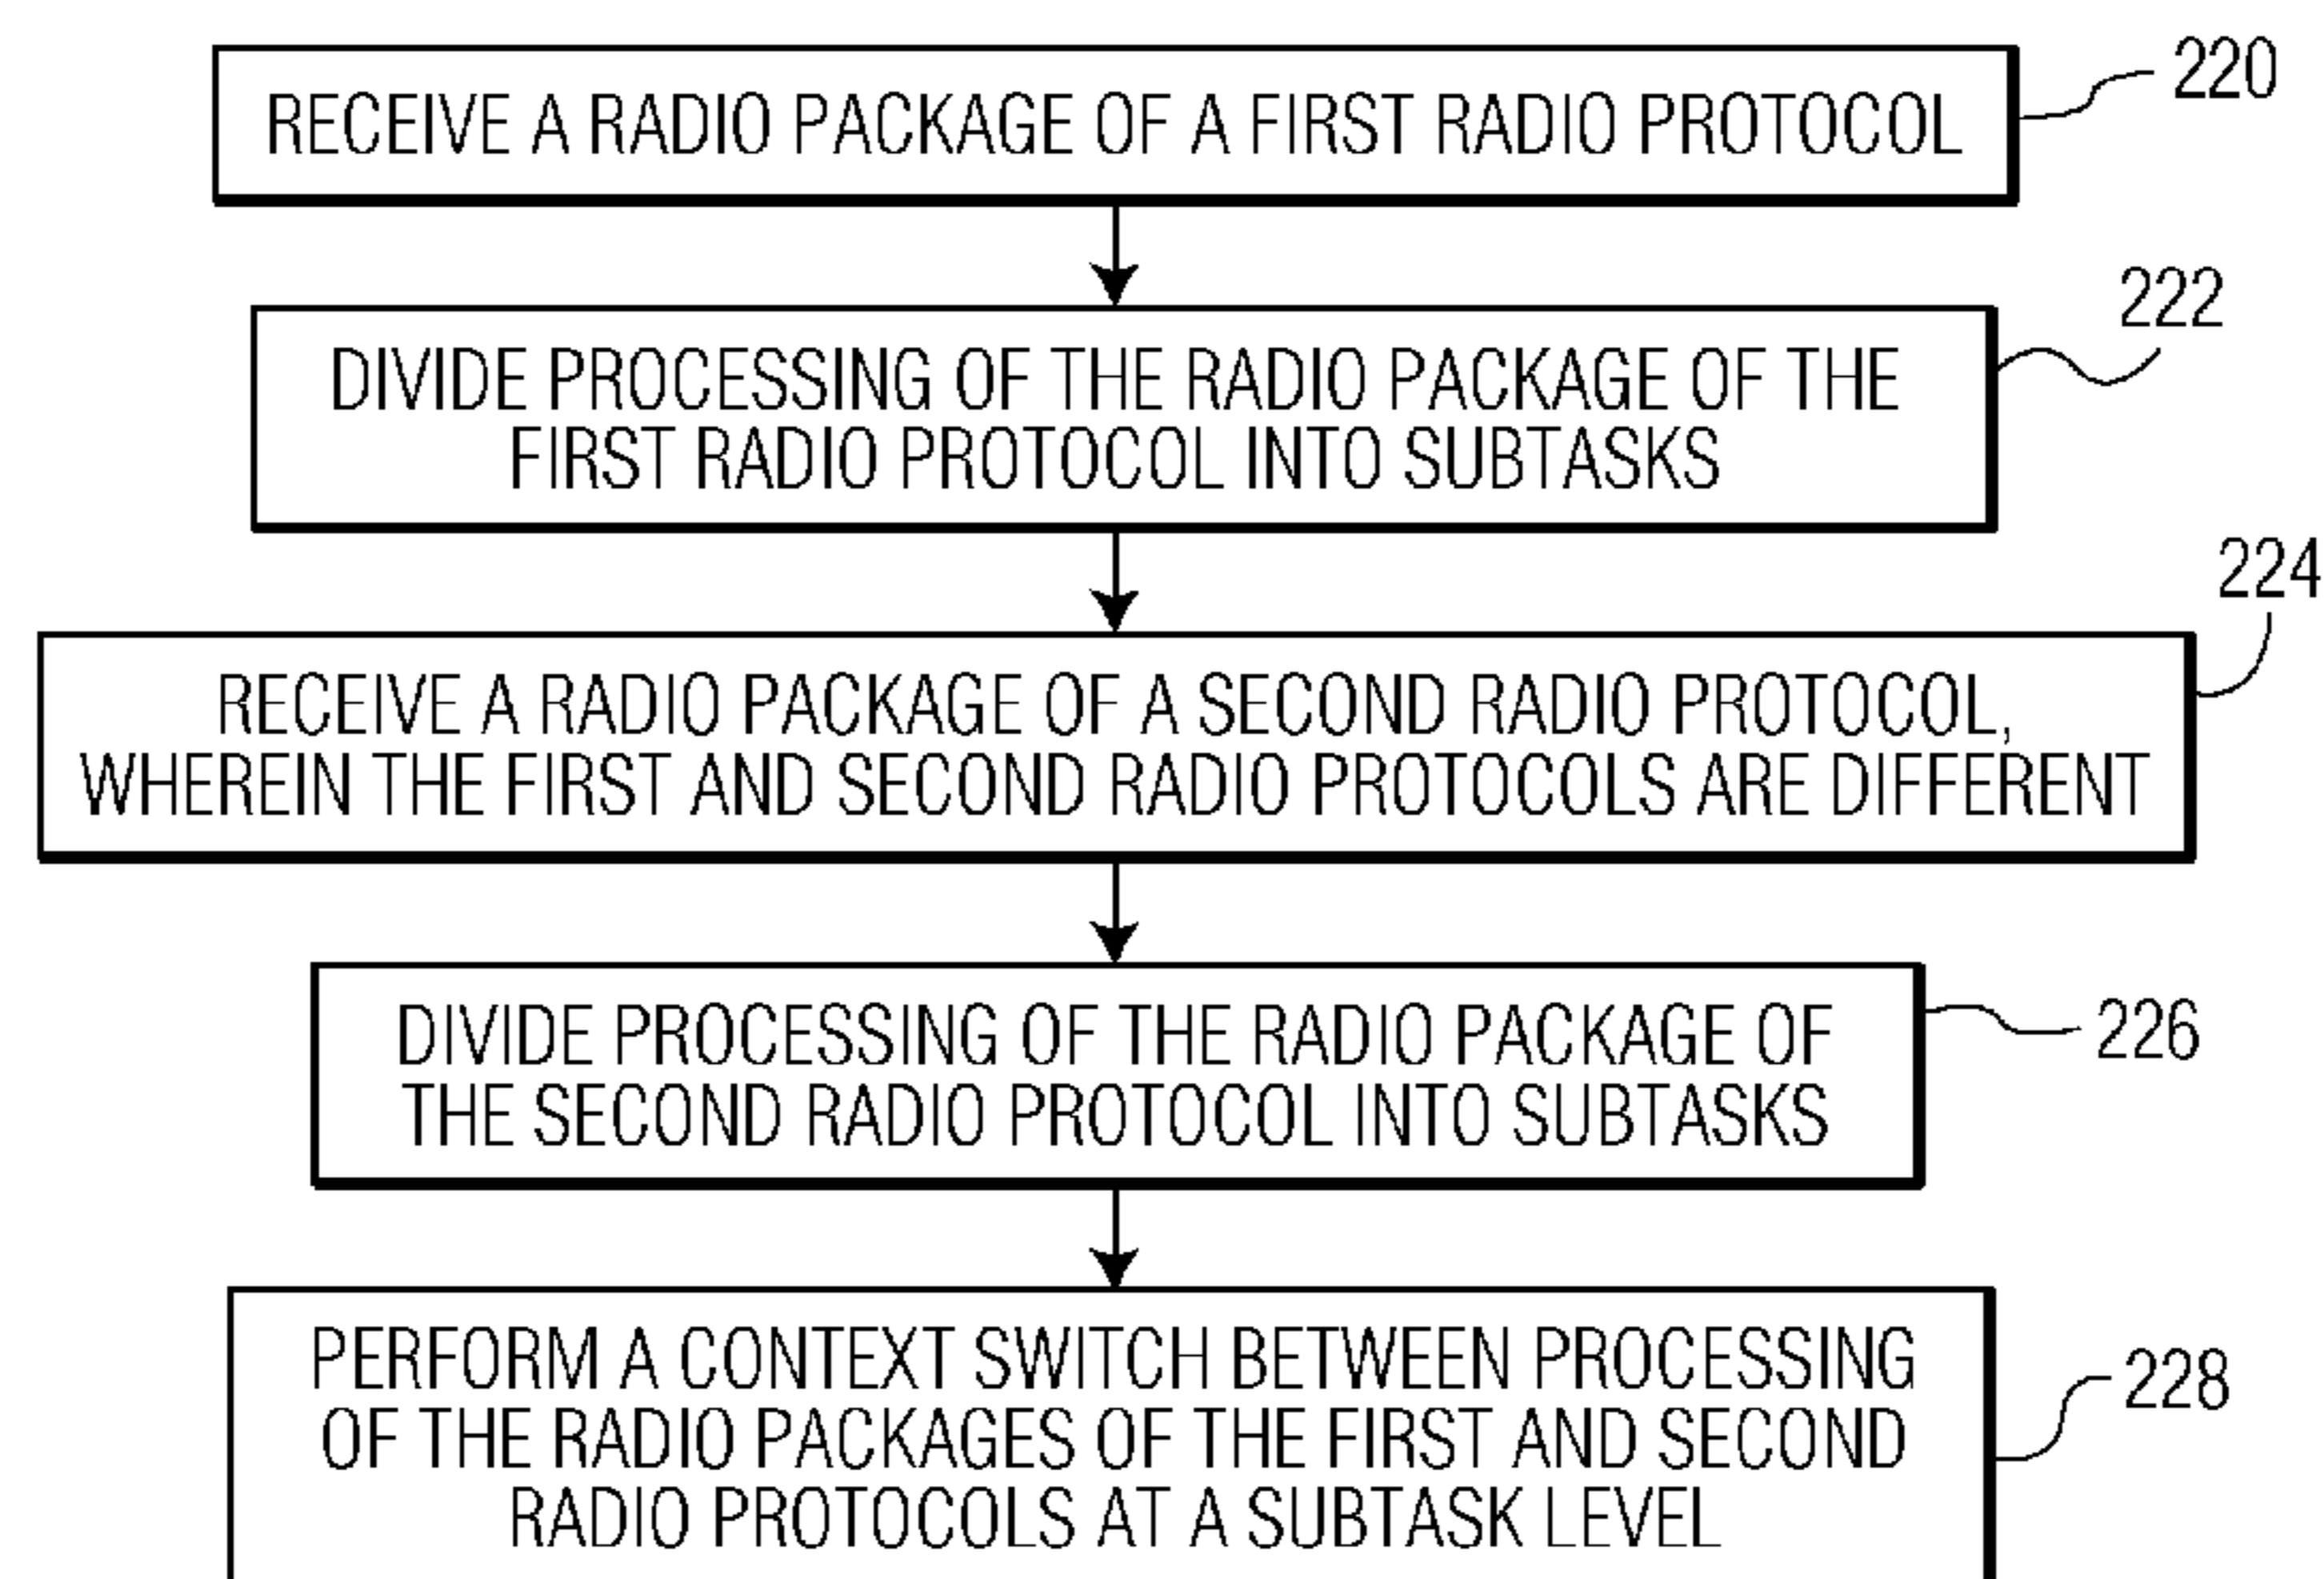 RECEIVE A RADIO PACKAGE OF A FIRST RADIO PROTOCOL
220
DIVIDE PROCESSING OF THE RADIO PACKAGE OF THE
FIRST RADIO PROTOCOL INTO SUBTASKS
222
RECEIVE A RADIO PACKAGE OF A SECOND RADIO PROTOCOL,
WHEREIN THE FIRST AND SECOND RADIO PROTOCOLS ARE DIFFERENT
224
DIVIDE PROCESSING OF THE RADIO PACKAGE OF
THE SECOND RADIO PROTOCOL INTO SUBTASKS
226
PERFORM A CONTEXT SWITCH BETWEEN PROCESSING
OF THE RADIO PACKAGES OF THE FIRST AND SECOND
RADIO PROTOCOLS AT A SUBTASK LEVEL
228